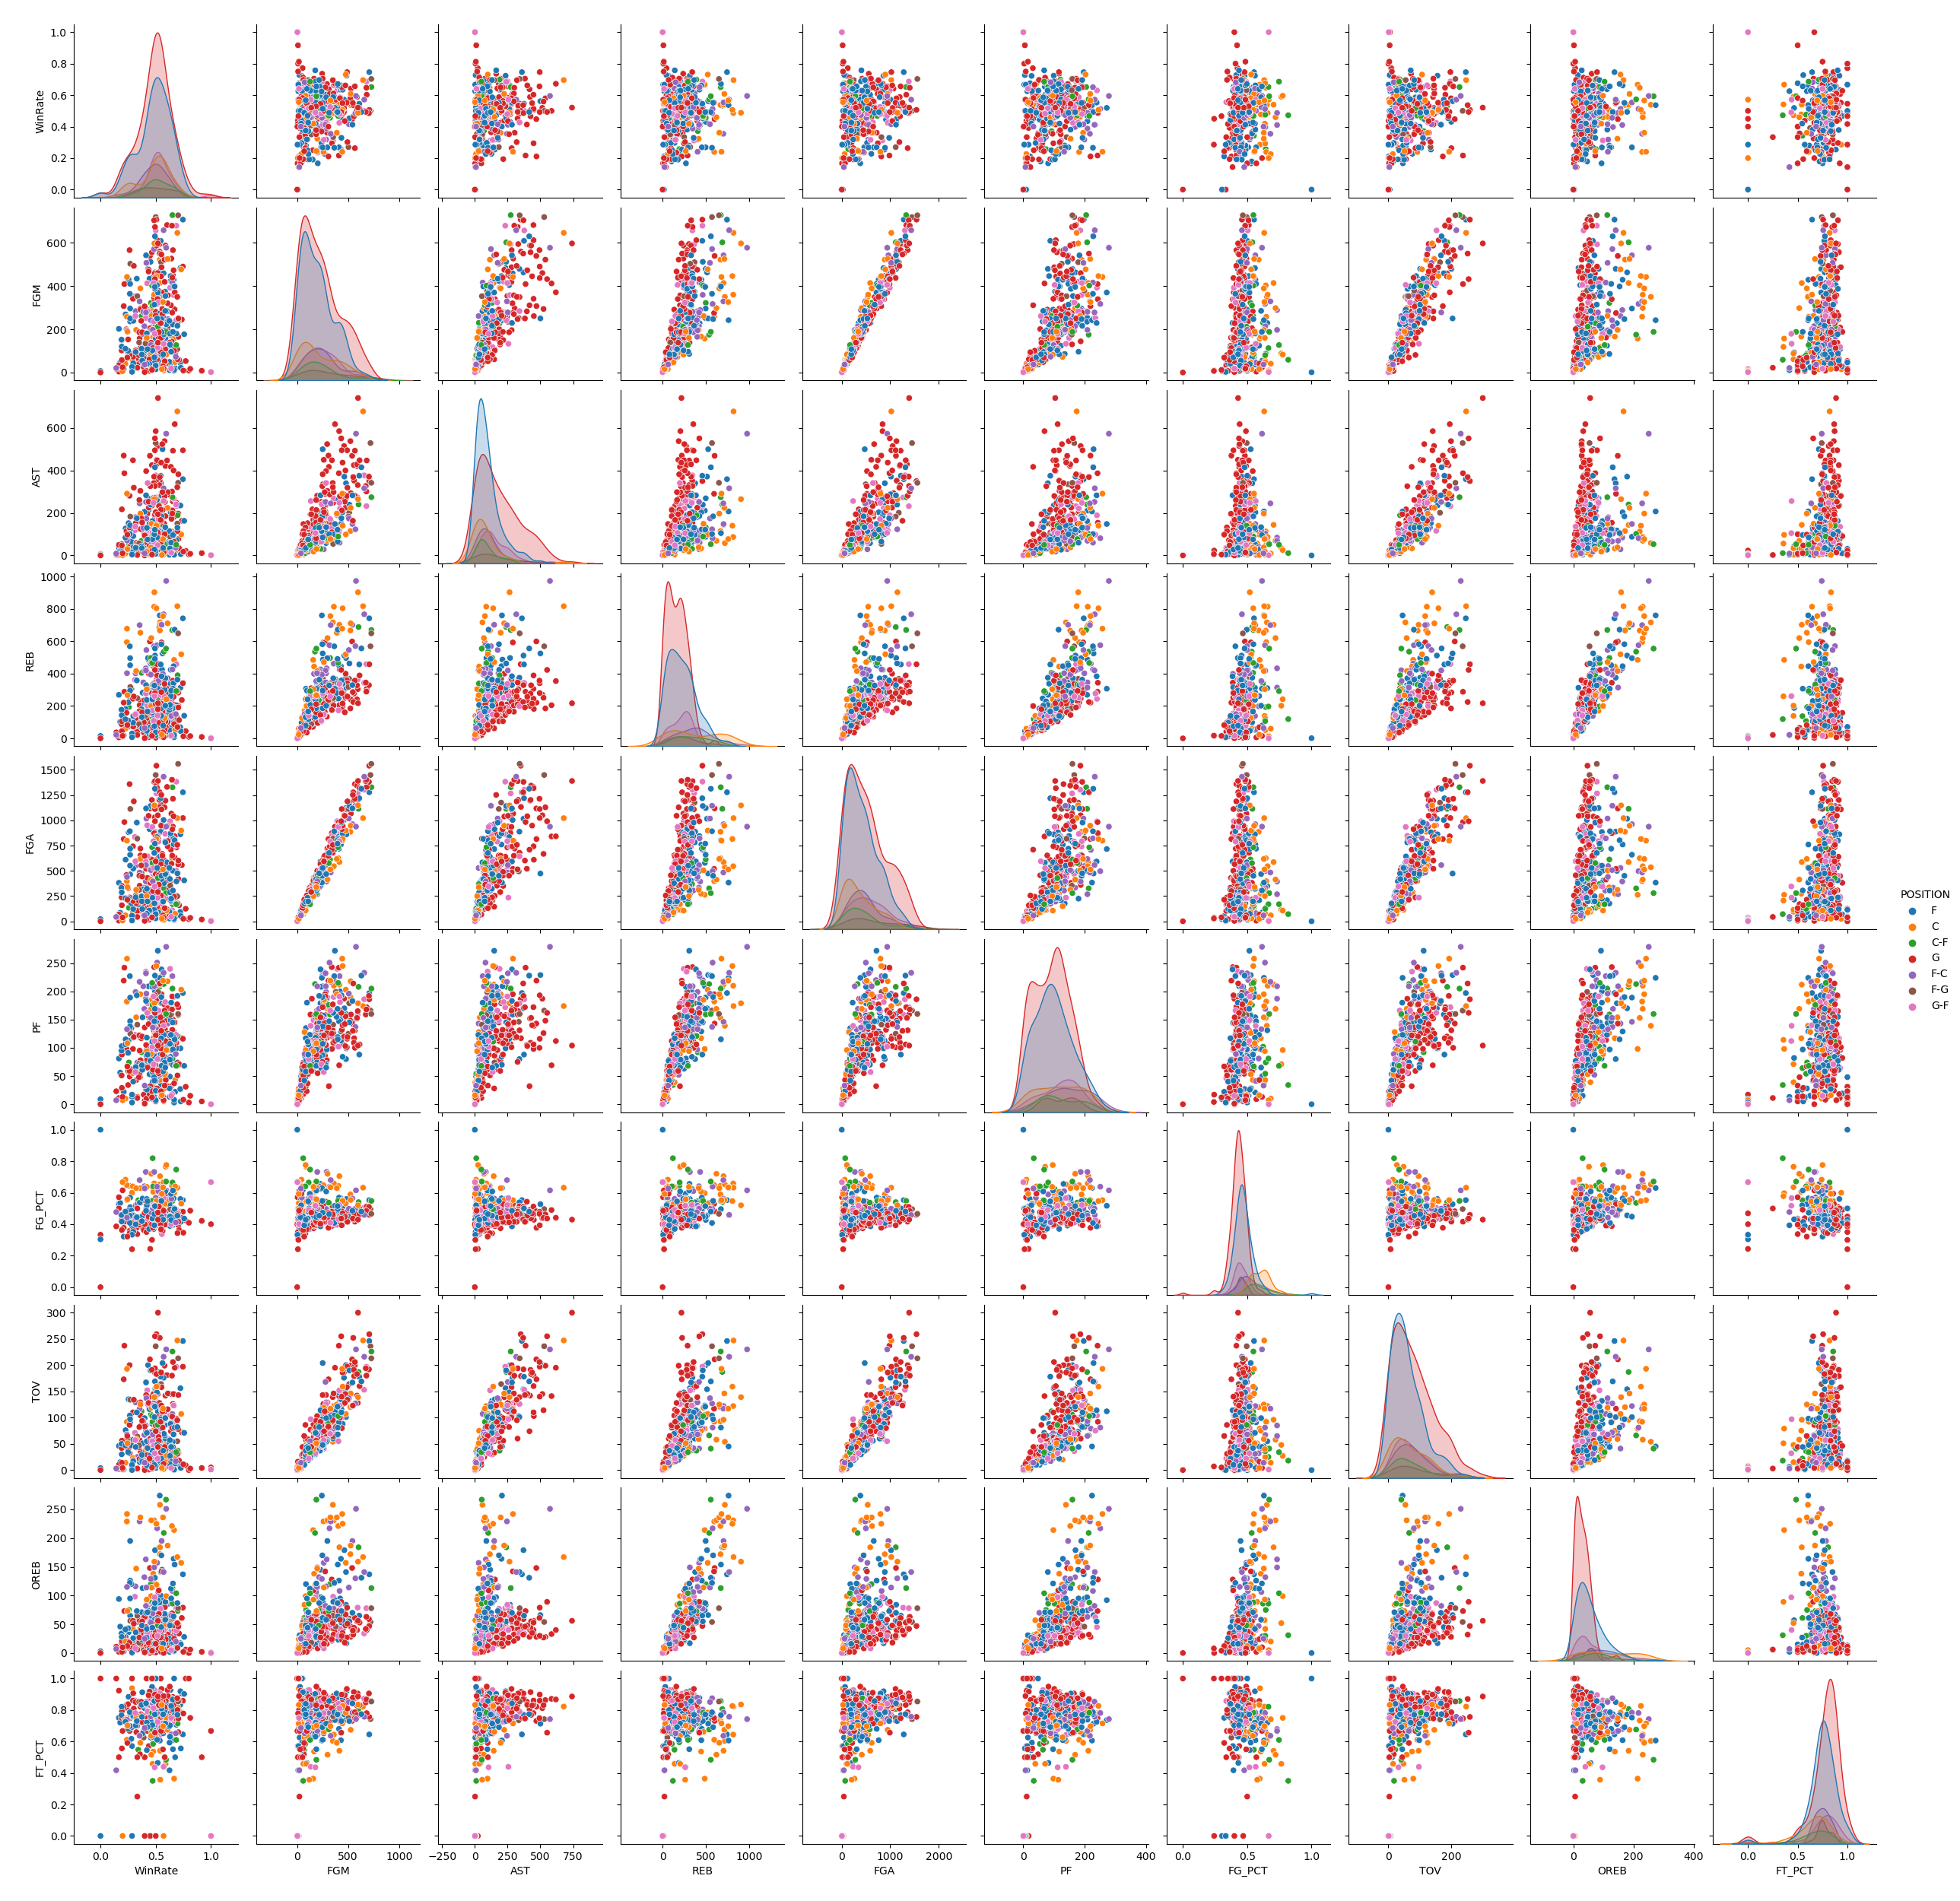 1.0
0.8
0.6
0.4
0.2
0.0
WinRate
600
400
200
0
FGM
600
400
200
0
AST
1000
800
600
400
200
0
REB
1500
1250
1000
750
500
250
0
FGA
250
200
150
100
50
0
PF
1.0
0.8
0.6
0.4
0.2
0.0
FG_PCT
300
250
200
150
100
50
0
TOV
250
200
150
100
50
0
OREB
1.0
0.8
0.6
0.4
0.2
0.0
FT_PCT
0.0 0.5 1.0
WinRate
0 500 1000
FGM
−250 0 250 500 750
AST
0 500 1000
REB
0 1000 2000
FGA
0 200 400
PF
0.0 0.5 1.0
FG_PCT
0 200
TOV
0 200 400
OREB
0.0 0.5 1.0
FT_PCT
POSITION
F
C
C-F
G
F-C
F-G
G-F